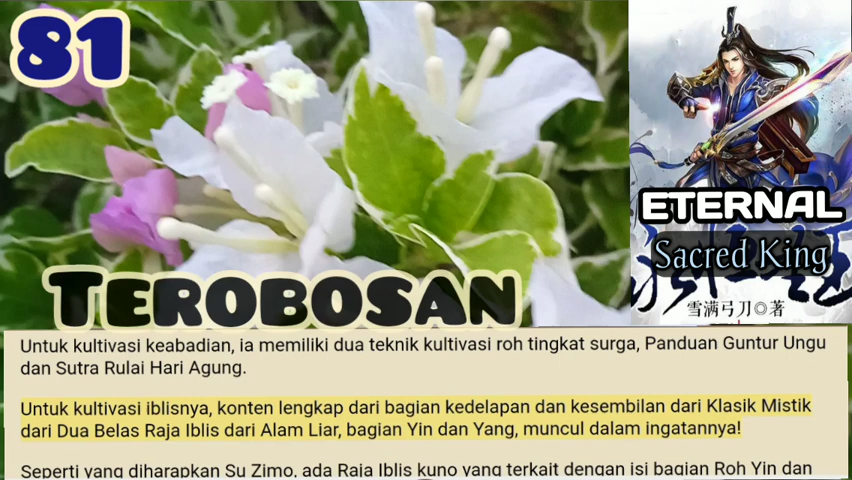 81
ETERNAL
Sacred King
雪满弓刀◎著
TEROBOSAN
Untuk kultivasi keabadian, ia memiliki dua teknik kultivasi roh tingkat surga, Panduan Guntur Ungu
dan Sutra Rulai Hari Agung.
Untuk kultivasi iblisnya, konten lengkap dari bagian kedelapan dan kesembilan dari Klasik Mistik
dari Dua Belas Raja Iblis dari Alam Liar, bagian Yin dan Yang, muncul dalam ingatannya!
Seperti yang diharapkan Su Zimo, ada Raja Iblis kuno yang terkait dengan isi bagian Roh Yin dan